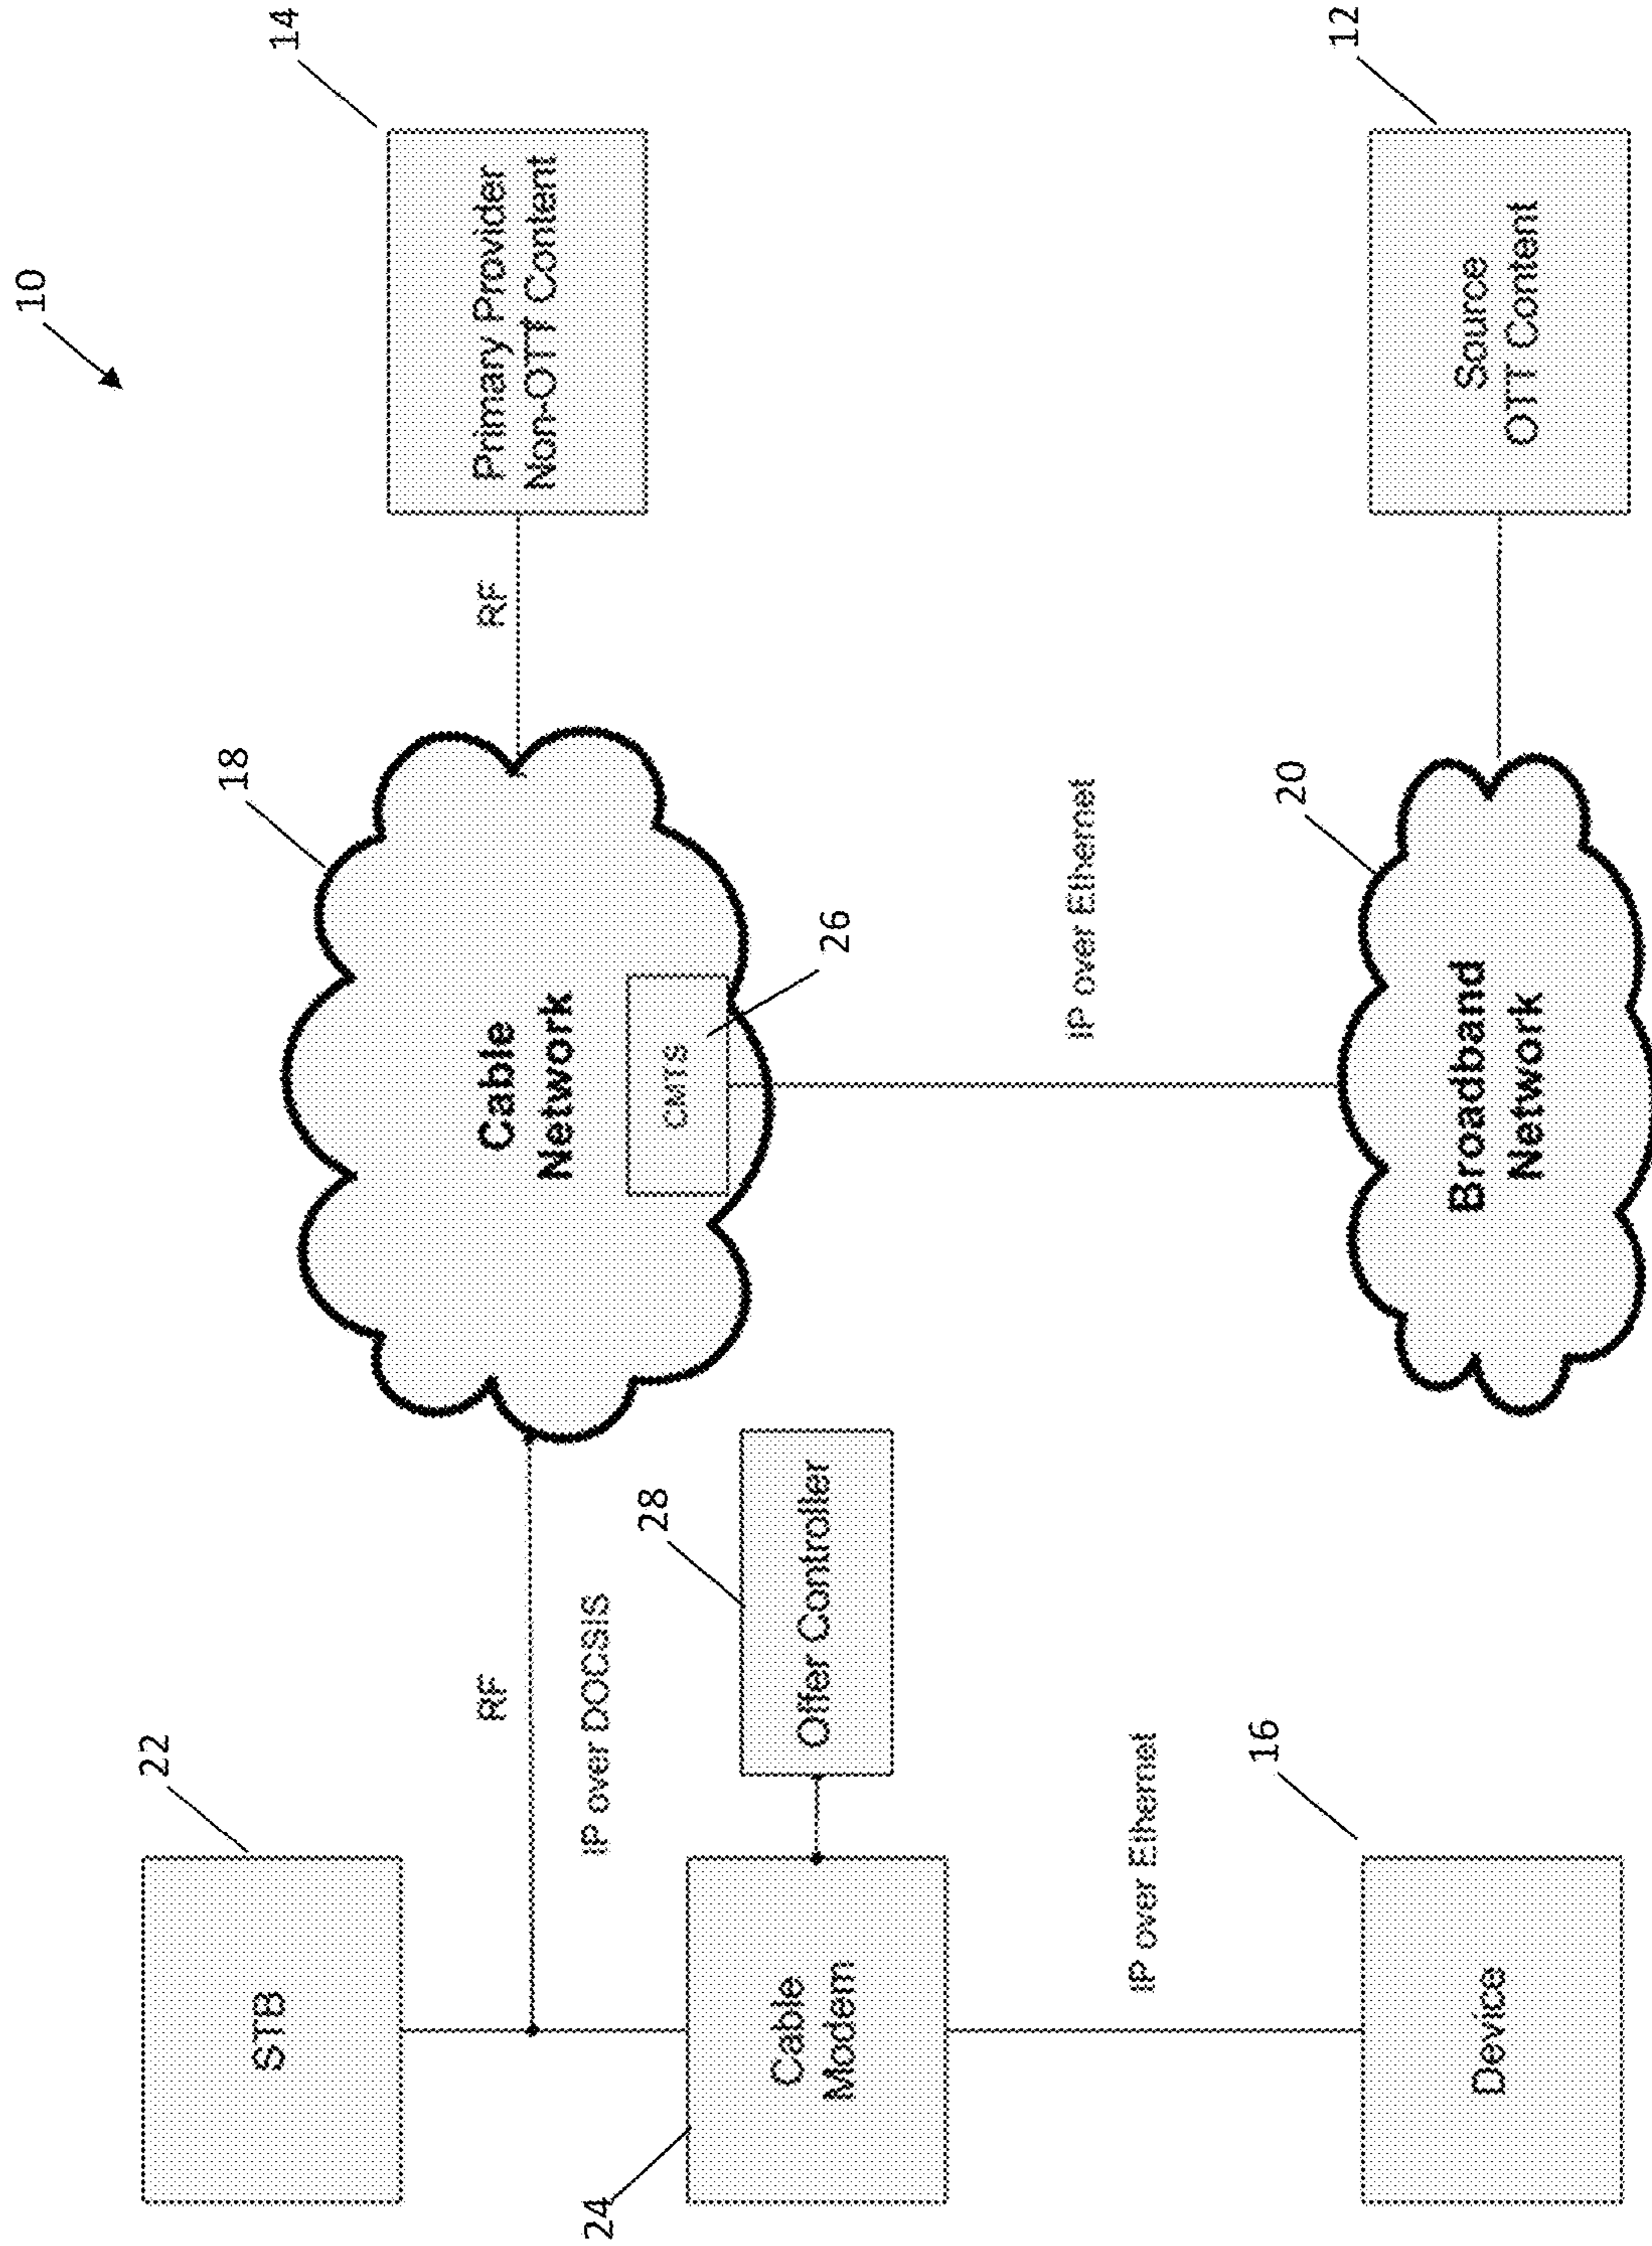 10
22
STB
RF
IP over DOCSIS
24
Cable
Modem
28
Offer Controller
IP over Ethernet
16
Device
18
Cable
Network
CMTS
26
RF
14
Primary Provider
Non-OTT Content
IP over Ethernet
20
Broadband
Network
12
Source
OTT Content